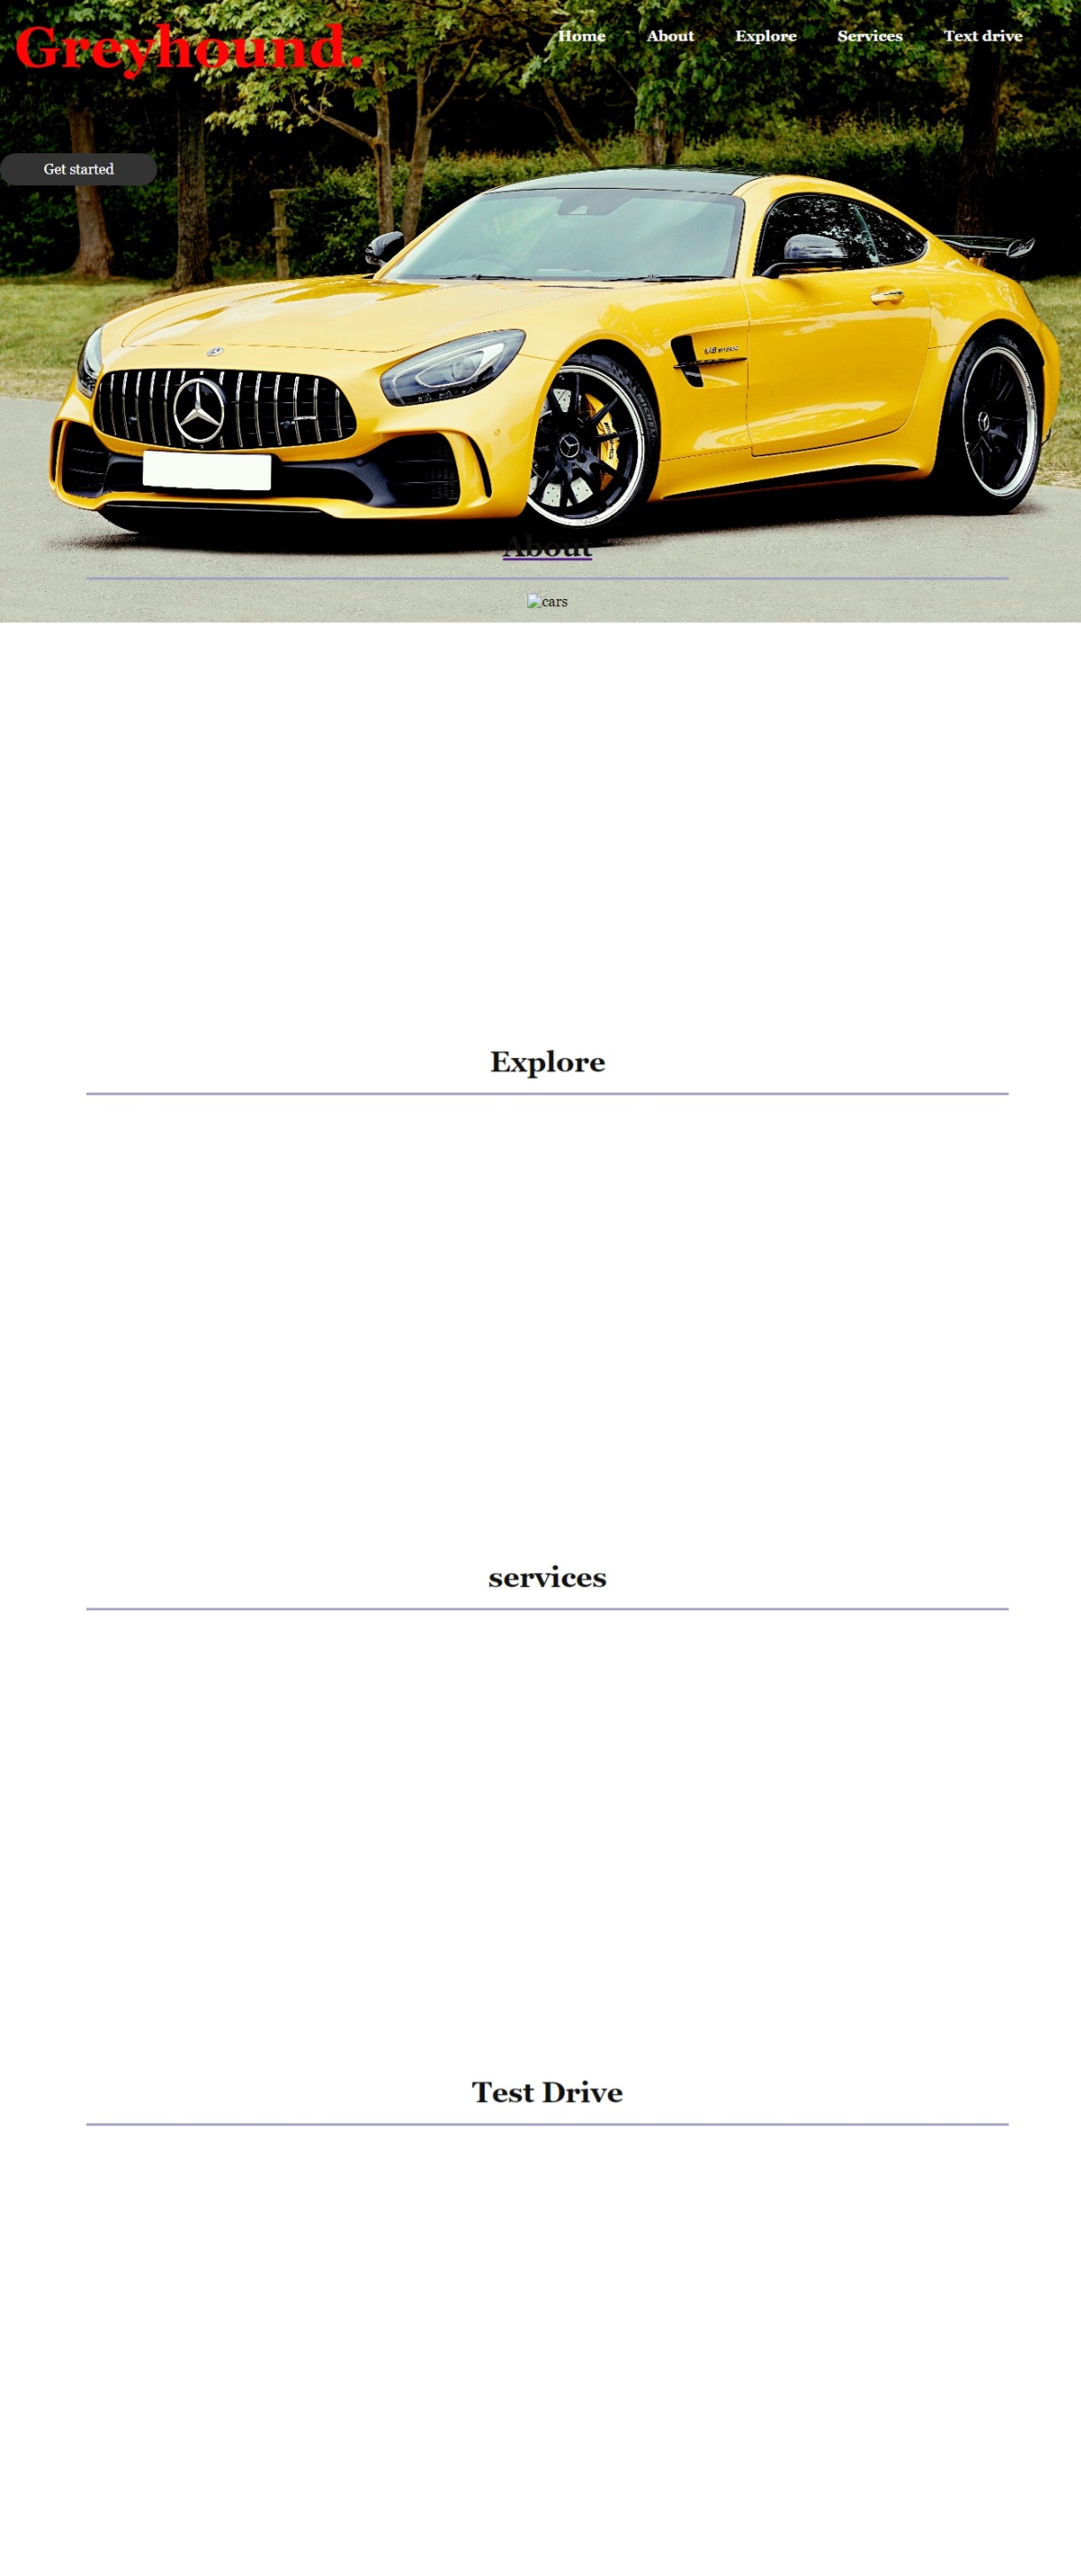 Greyhound.
Home About Explore Services Text drive
Get started
About
cars
Explore
services
Test Drive